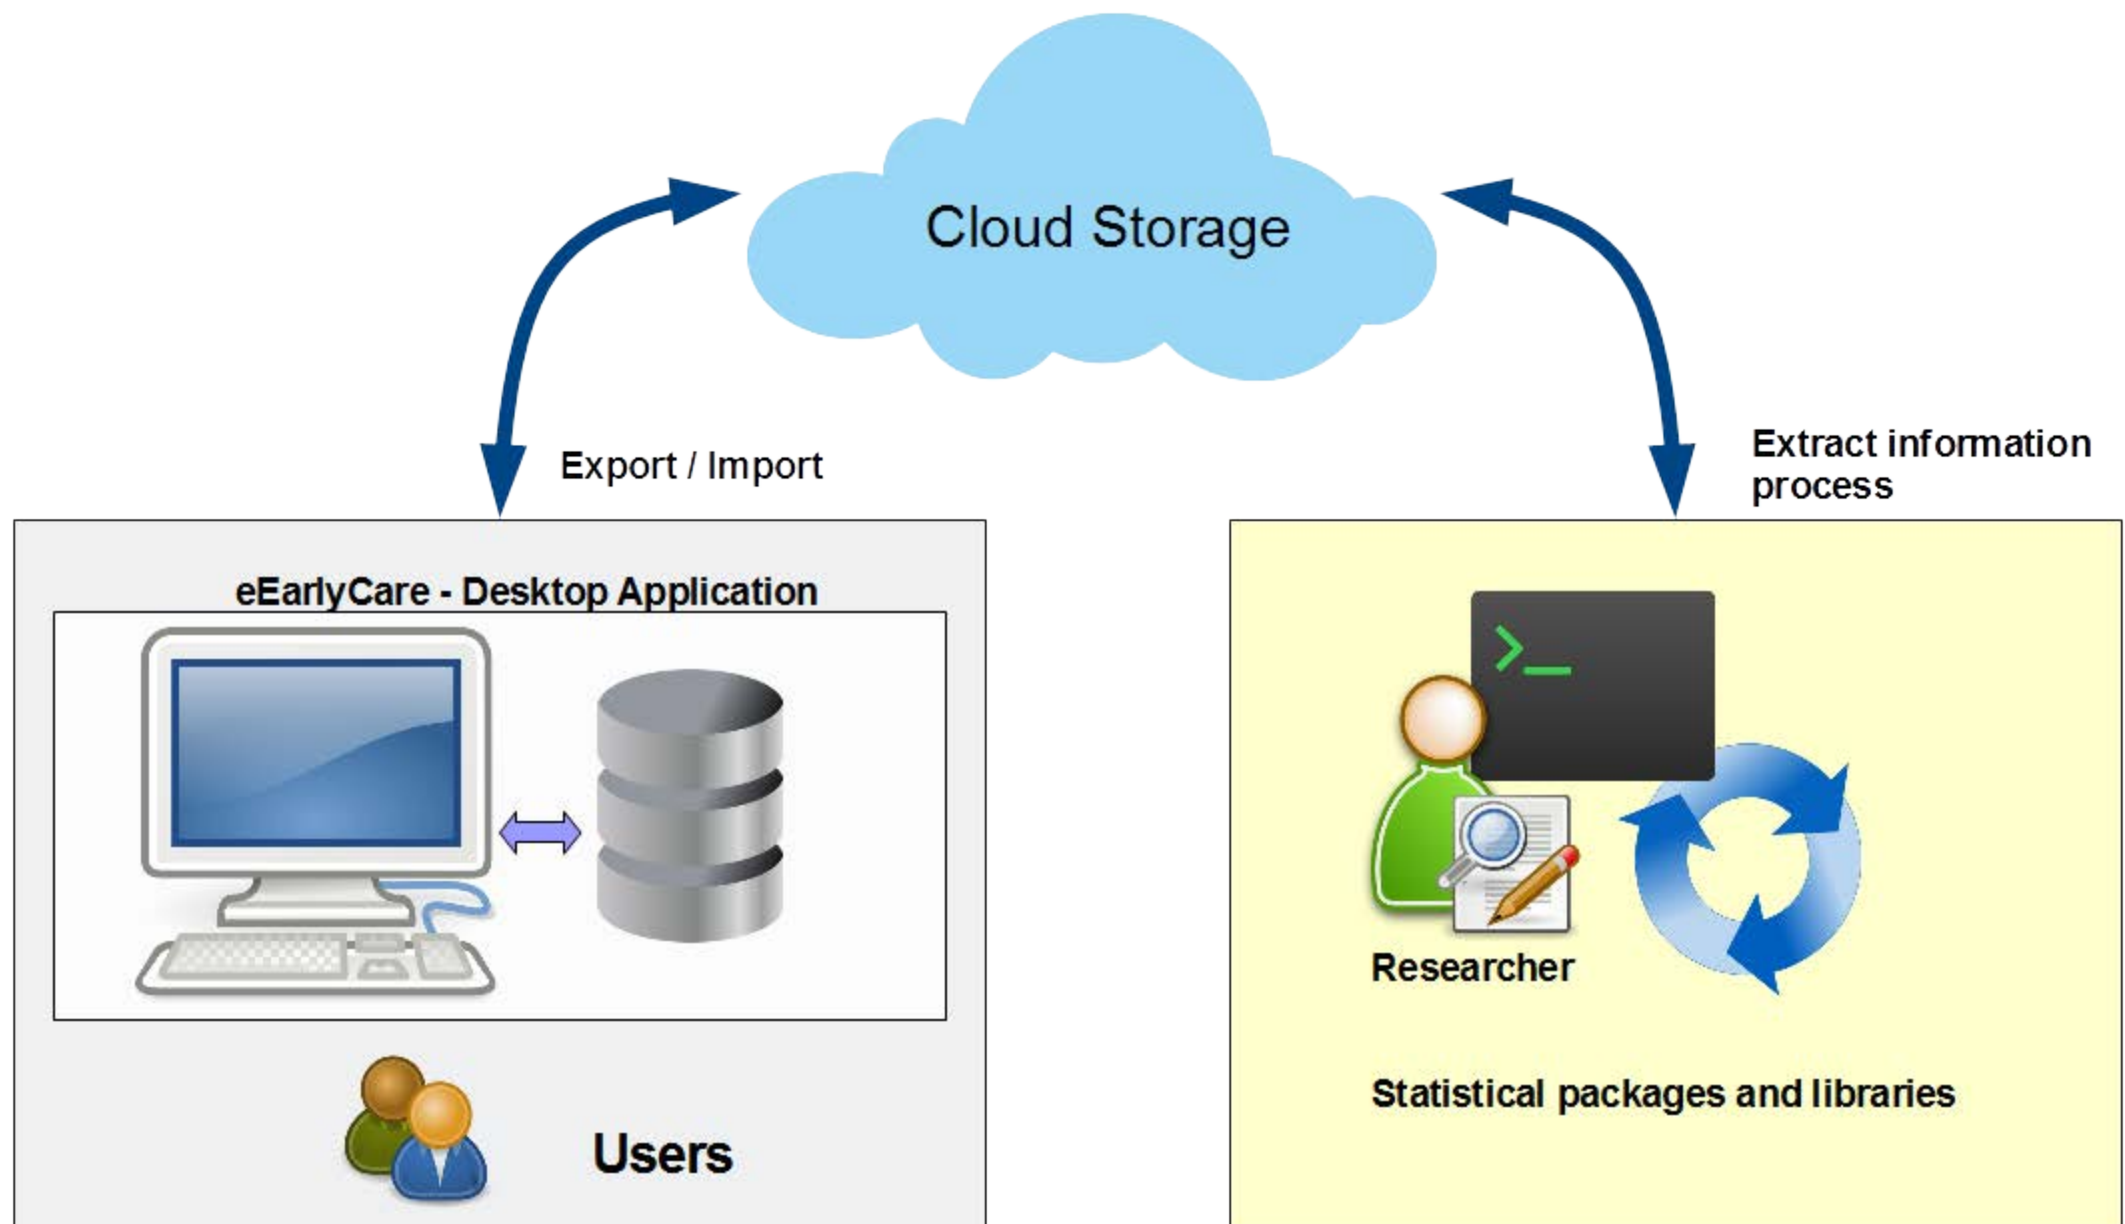 Cloud Storage
Export / Import
Extract information
process
eEarlyCare - Desktop Application
>_
Researcher
Statistical packages and libraries
Users